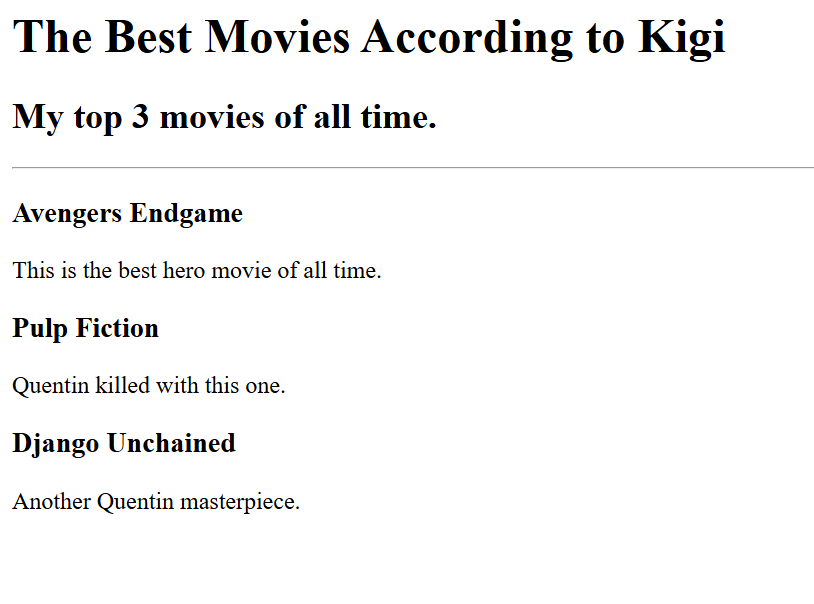 The Best Movies According to Kigi
My top 3 movies of all time.
Avengers Endgame
This is the best hero movie of all time.
Pulp Fiction
Quentin killed with this one.
Django Unchained
Another Quentin masterpiece.